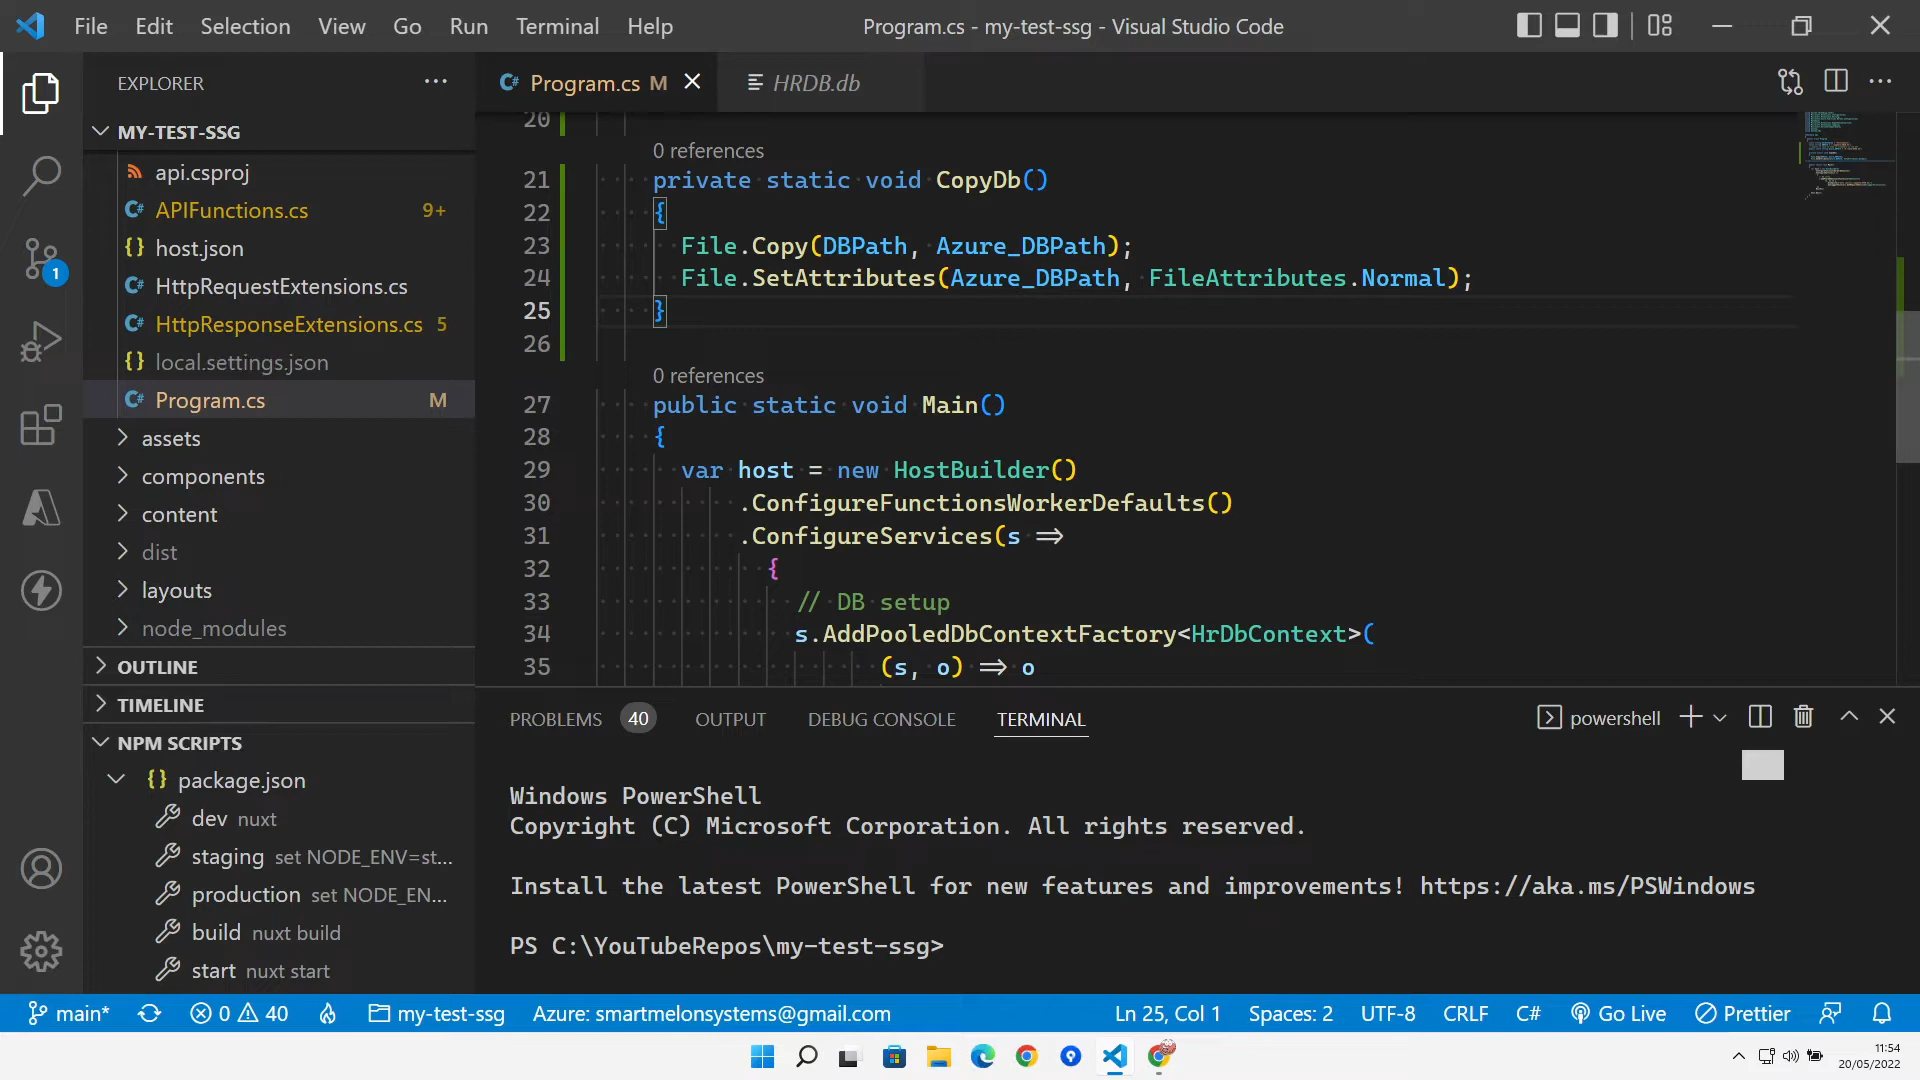 File Edit Selection View Go Run Terminal Help
Program.cs - my-test-ssg - Visual Studio Code
EXPLORER
MY-TEST-SSG
api.csproj
APIFunctions.cs 9+
host.json
HttpRequestExtensions.cs
HttpResponseExtensions.cs 5
local.settings.json
Program.cs M
assets
components
content
dist
layouts
node_modules
OUTLINE
TIMELINE
NPM SCRIPTS
package.json
dev nuxt
staging set NODE_ENV=st...
production set NODE_EN...
build nuxt build
start nuxt start
1
Program.cs M
HRDB.db
20
0 references
21 private static void CopyDb()
22 {
23 File.Copy(DBPath, Azure_DBPath);
24 File.SetAttributes(Azure_DBPath, FileAttributes.Normal);
25 }
26
0 references
27 public static void Main()
28 {
29 var host = new HostBuilder()
30 .ConfigureFunctionsWorkerDefaults()
31 .ConfigureServices(s =>
32 {
33 // DB setup
34 s.AddPooledDbContextFactory<HrDbContext>(
35 (s, o) => o
PROBLEMS 40 OUTPUT DEBUG CONSOLE TERMINAL
powershell
Windows PowerShell
Copyright (C) Microsoft Corporation. All rights reserved.
Install the latest PowerShell for new features and improvements! https://aka.ms/PSWindows
PS C:\YouTubeRepos\my-test-ssg>
main* 0 40 my-test-ssg Azure: smartmelonsystems@gmail.com Ln 25, Col 1 Spaces: 2 UTF-8 CRLF C# Go Live Prettier
11:54
20/05/2022